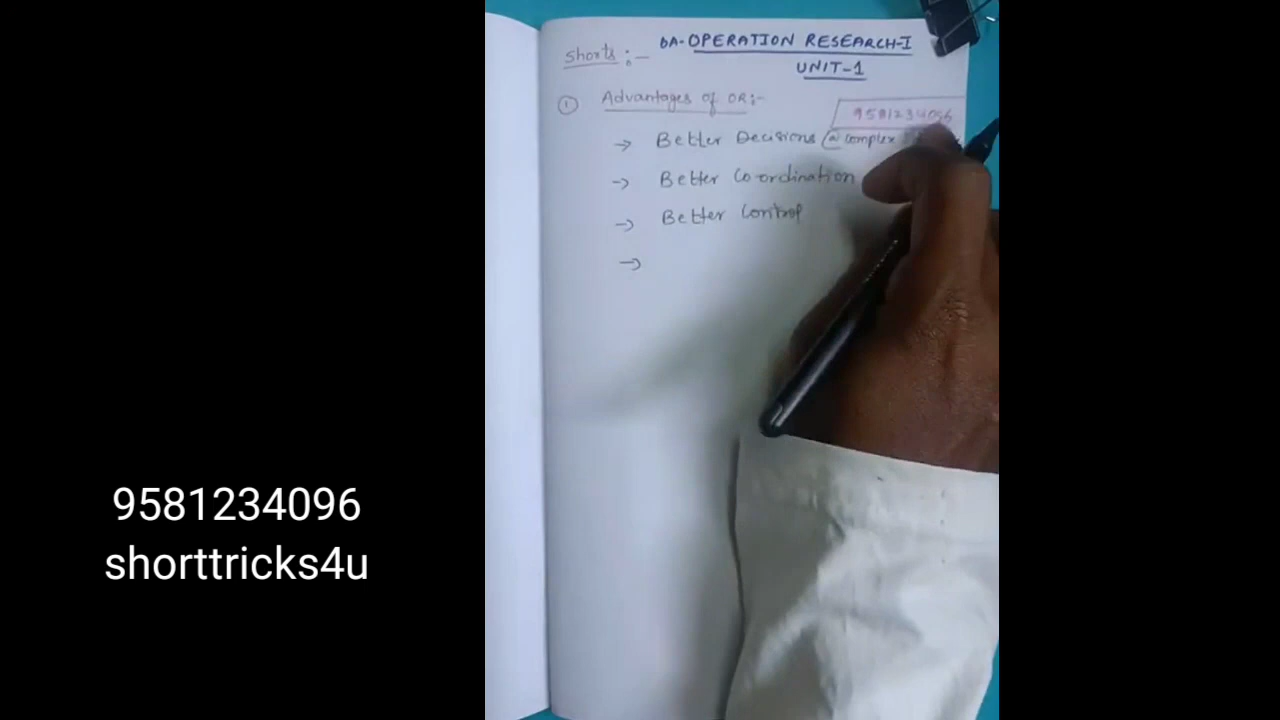 Shorts :-
6A- OPERATION RESEARCH-I
UNIT-1
① Advantages of OR:-
9581234096
→ Better Decisions (a complex
→ Better Co-ordination
→ Better Control
→
9581234096
shorttricks4u